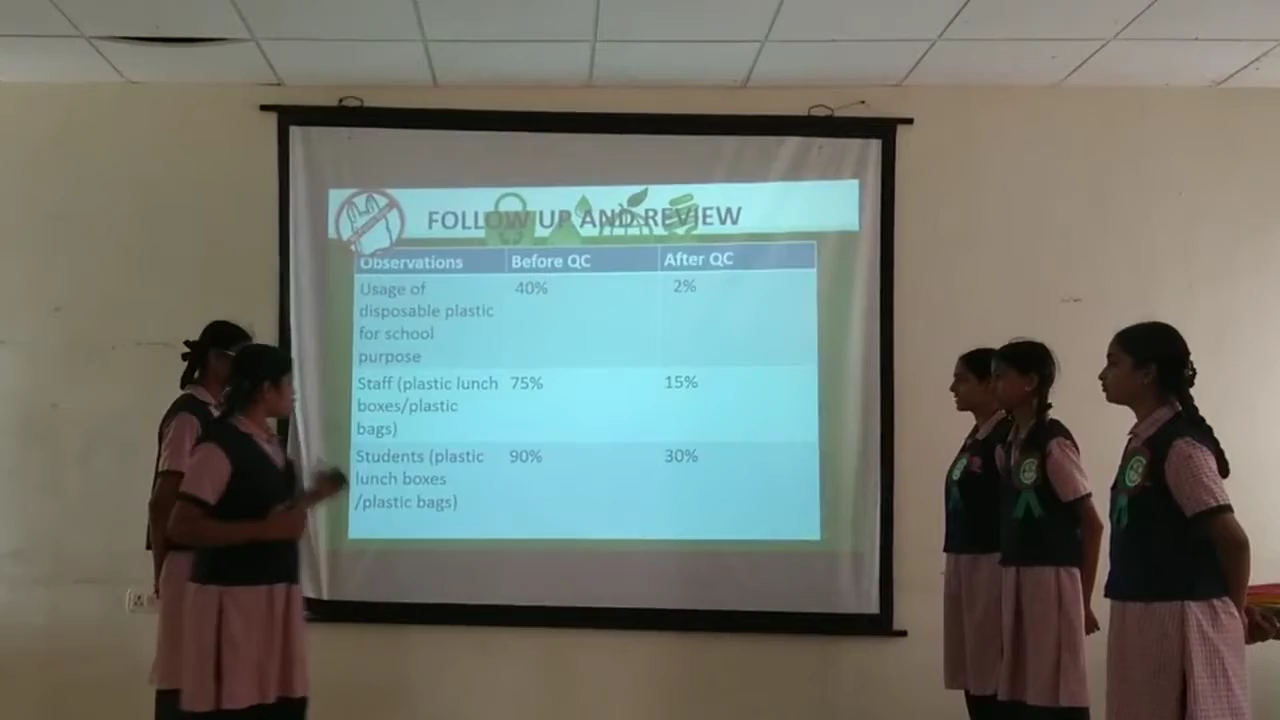 FOLLOW UP AND REVIEW
Observations Before QC After QC
Usage of 40% 2%
disposable plastic
for school
purpose
Staff (plastic lunch 75% 15%
boxes/plastic
bags)
Students (plastic 90% 30%
lunch boxes
/plastic bags)